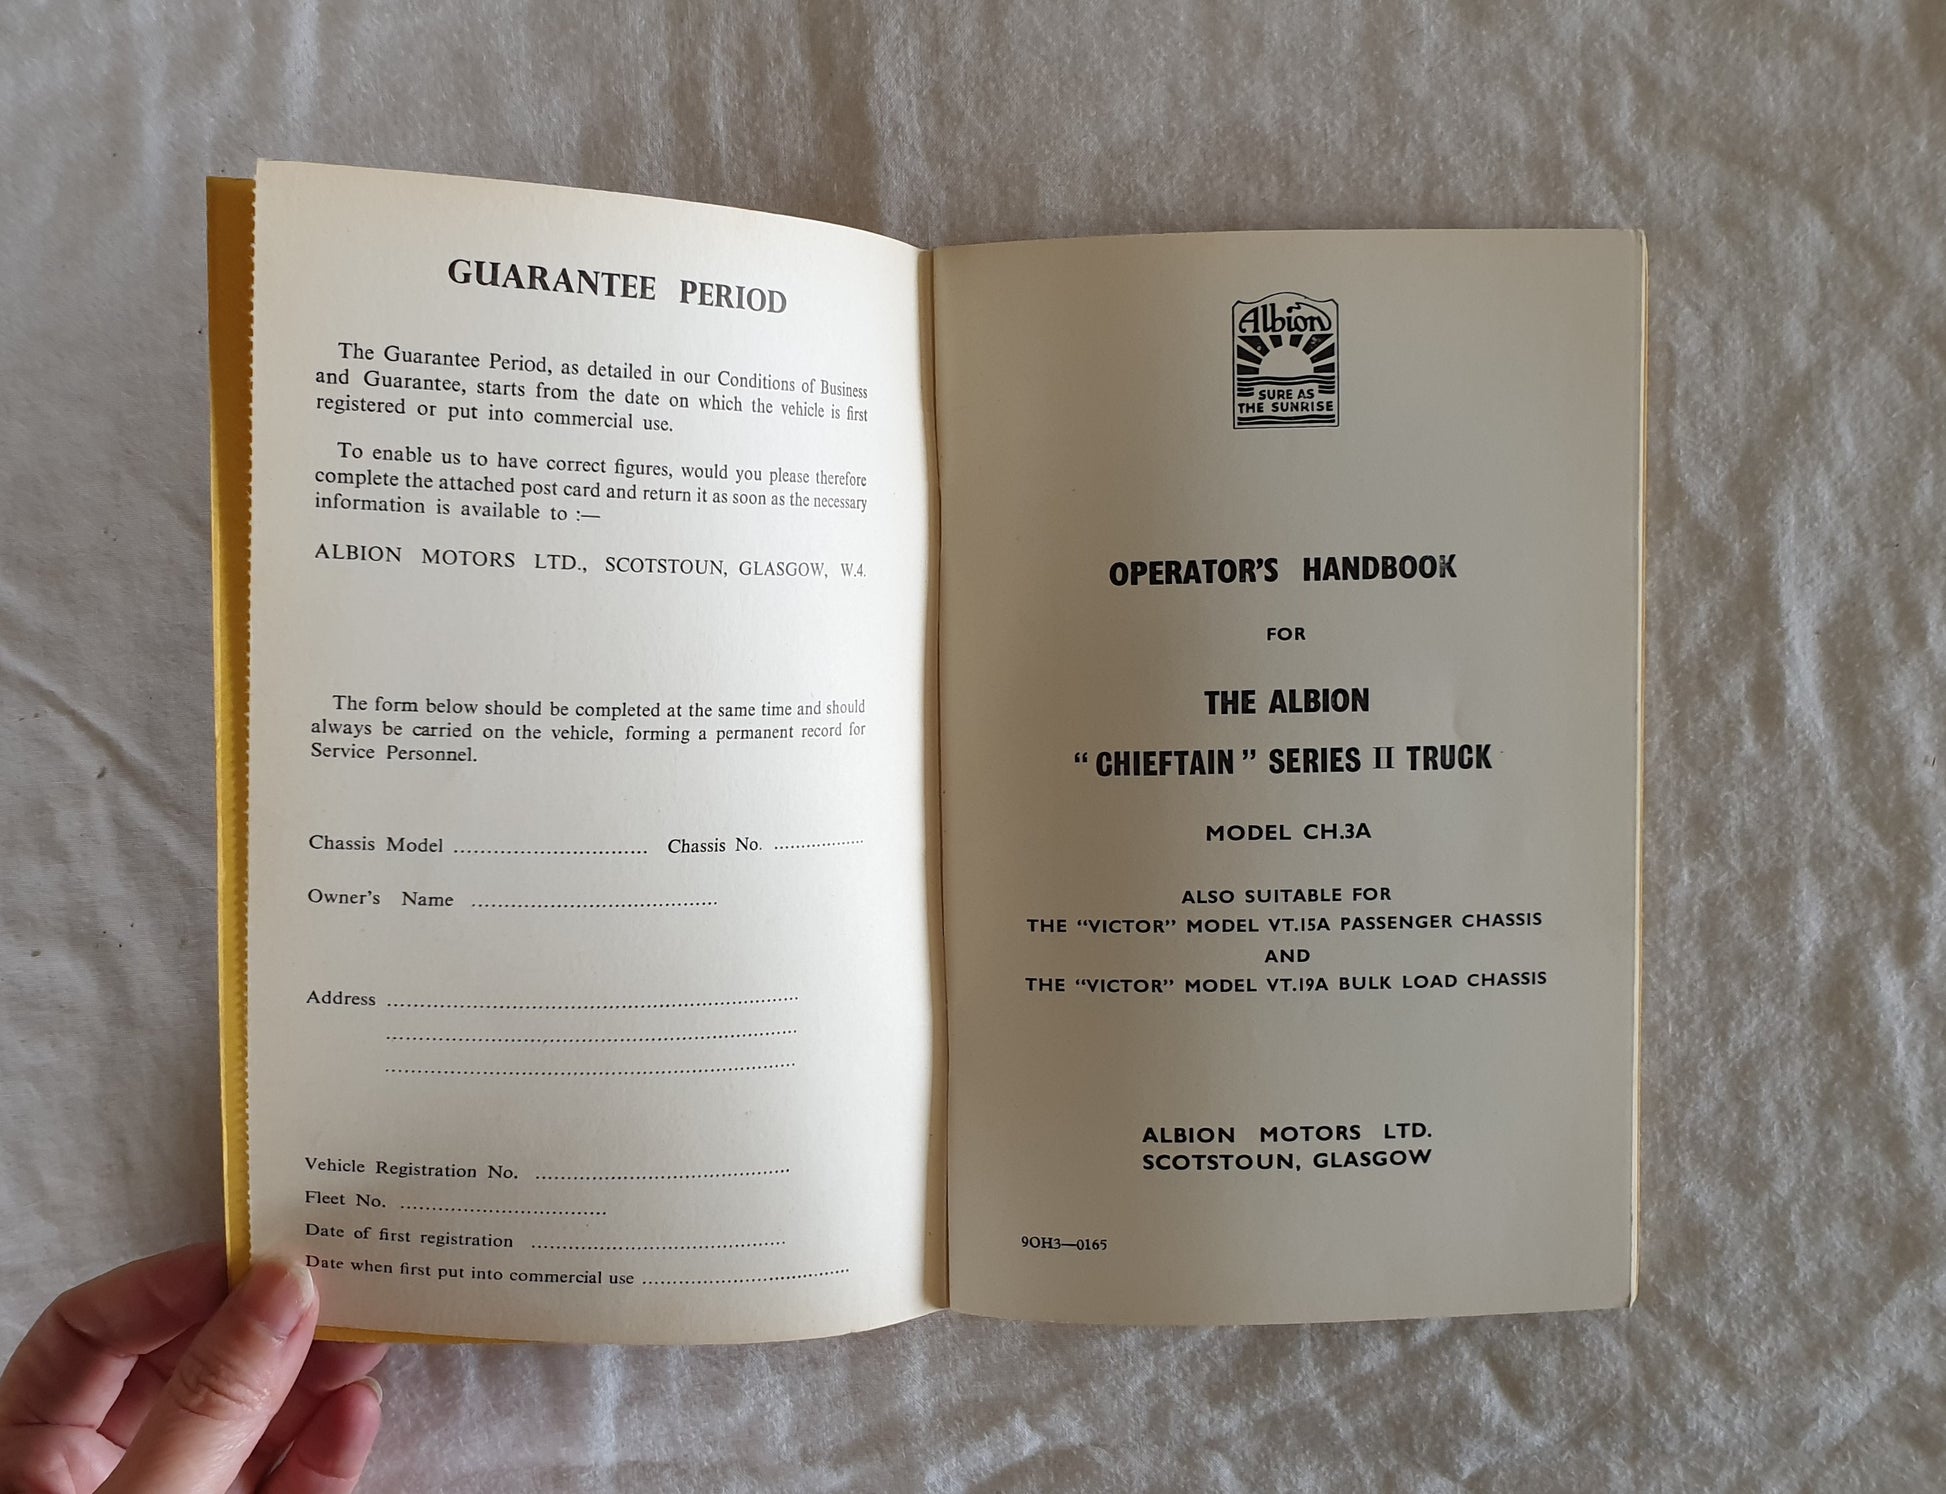 GUARANTEE PERIOD
The Guarantee Period, as detailed in our Conditions of Business
and Guarantee, starts from the date on which the vehicle is first
registered or put into commercial use.
To enable us to have correct figures, would you please therefore
complete the attached post card and return it as soon as the necessary
information is available to :—
ALBION MOTORS LTD., SCOTSTOUN, GLASGOW, W.4.
The form below should be completed at the same time and should
always be carried on the vehicle, forming a permanent record for
Service Personnel.
Chassis Model .............................. Chassis No. .................
Owner's Name ......................................
Address ...............................................................
...............................................................
...............................................................
Vehicle Registration No. .......................................
Fleet No. ................................
Date of first registration .......................................
Date when first put into commercial use ................................
Albion
SURE AS
THE SUNRISE
OPERATOR'S HANDBOOK
FOR
THE ALBION
“CHIEFTAIN” SERIES II TRUCK
MODEL CH.3A
ALSO SUITABLE FOR
THE “VICTOR” MODEL VT.15A PASSENGER CHASSIS
AND
THE “VICTOR” MODEL VT.19A BULK LOAD CHASSIS
ALBION MOTORS LTD.
SCOTSTOUN, GLASGOW
9OH3—0165